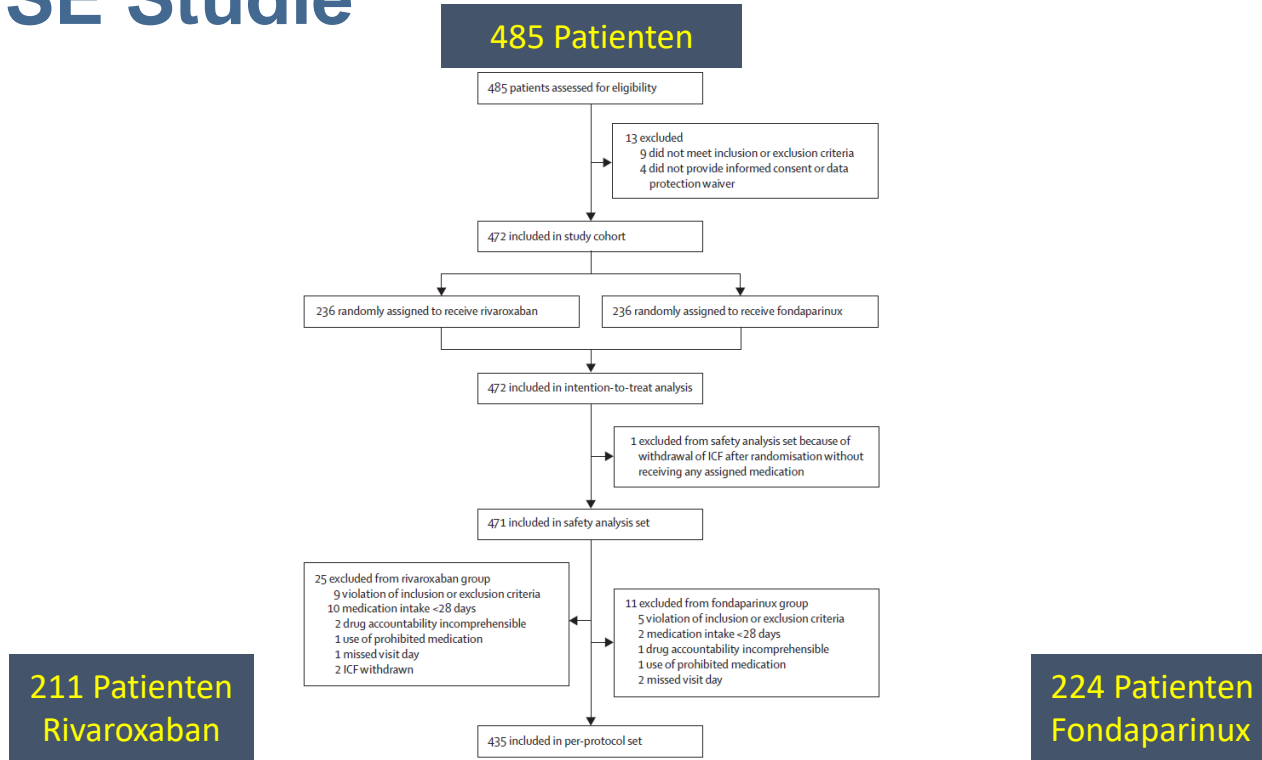 SE Studie
485 Patienten
485 patients assessed for eligibility
13 excluded
9 did not meet inclusion or exclusion criteria
4 did not provide informed consent or data
protection waiver
472 included in study cohort
236 randomly assigned to receive rivaroxaban
236 randomly assigned to receive fondaparinux
472 included in intention-to-treat analysis
1 excluded from safety analysis set because of
withdrawal of ICF after randomisation without
receiving any assigned medication
471 included in safety analysis set
25 excluded from rivaroxaban group
9 violation of inclusion or exclusion criteria
10 medication intake <28 days
2 drug accountability incomprehensible
1 use of prohibited medication
1 missed visit day
2 ICF withdrawn
11 excluded from fondaparinux group
5 violation of inclusion or exclusion criteria
2 medication intake <28 days
1 drug accountability incomprehensible
1 use of prohibited medication
2 missed visit day
211 Patienten
Rivaroxaban
224 Patienten
Fondaparinux
435 included in per-protocol set